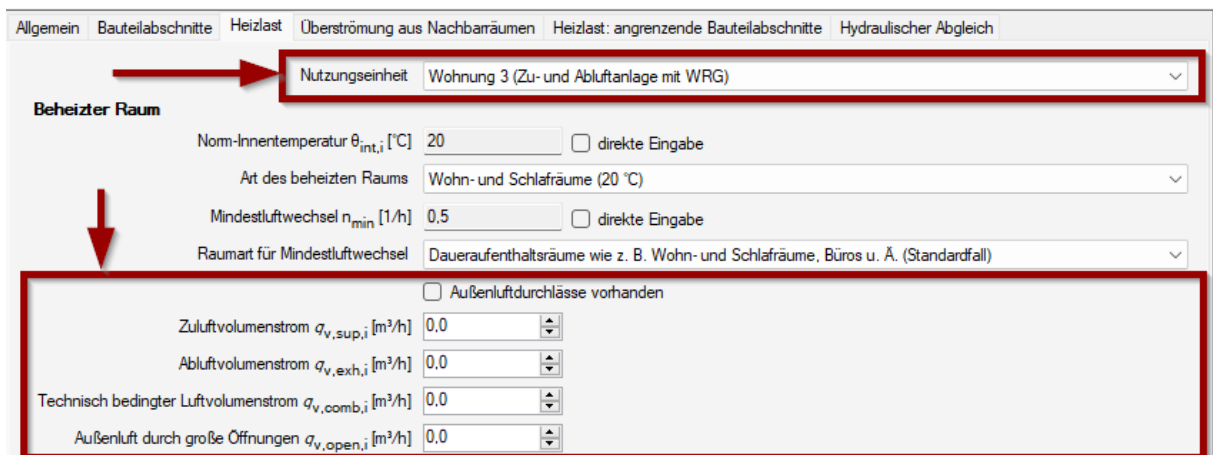 Allgemein Bauteilabschnitte Heizlast Überströmung aus Nachbarräumen Heizlast: angrenzende Bauteilabschnitte Hydraulischer Abgleich
Nutzungseinheit Wohnung 3 (Zu- und Abluftanlage mit WRG)
Beheizter Raum
Norm-Innentemperatur θint,i [°C] 20 direkte Eingabe
Art des beheizten Raums Wohn- und Schlafräume (20 °C)
Mindestluftwechsel nmin [1/h] 0,5 direkte Eingabe
Raumart für Mindestluftwechsel Daueraufenthaltsräume wie z. B. Wohn- und Schlafräume, Büros u. Ä. (Standardfall)
Außenluftdurchlässe vorhanden
Zuluftvolumenstrom qv,sup,i [m³/h] 0,0
Abluftvolumenstrom qv,exh,i [m³/h] 0,0
Technisch bedingter Luftvolumenstrom qv,comb,i [m³/h] 0,0
Außenluft durch große Öffnungen qv,open,i [m³/h] 0,0